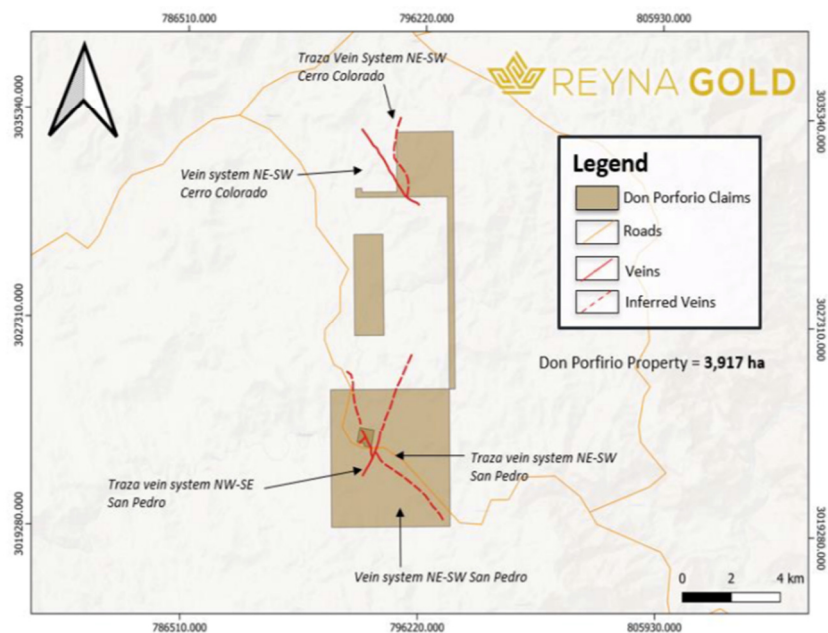 786510.000
796220.000
805930.000
Traza Vein System NE-SW
Cerro Colorado
REYNA GOLD
3035340.000
3035340.000
Vein system NE-SW
Cerro Colorado
Legend
Don Porforio Claims
Roads
Veins
Inferred Veins
3027310.000
3027310.000
Don Porfirio Property = 3,917 ha
Traza vein system NE-SW
San Pedro
Traza vein system NW-SE
San Pedro
3019280.000
3019280.000
Vein system NE-SW San Pedro
0 2 4 km
786510.000
796220.000
805930.000